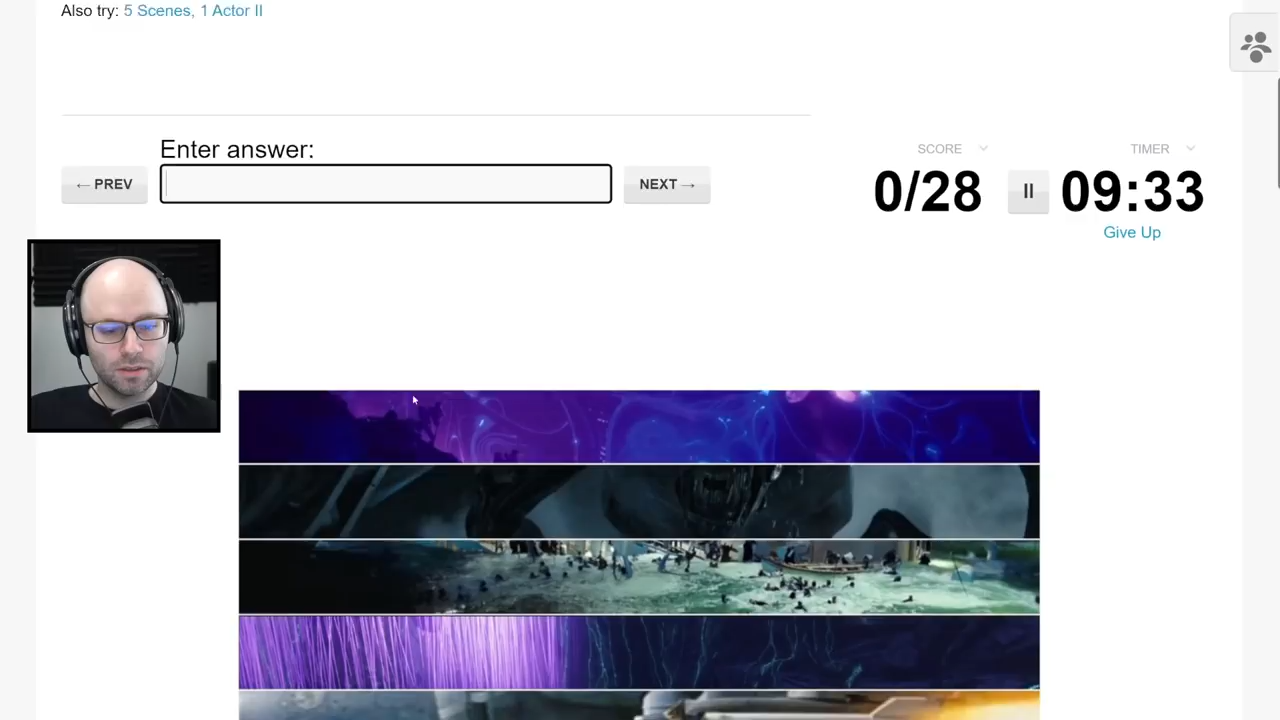 Also try: 5 Scenes, 1 Actor II
Enter answer:
← PREV
NEXT →
SCORE
TIMER
0/28
09:33
Give Up